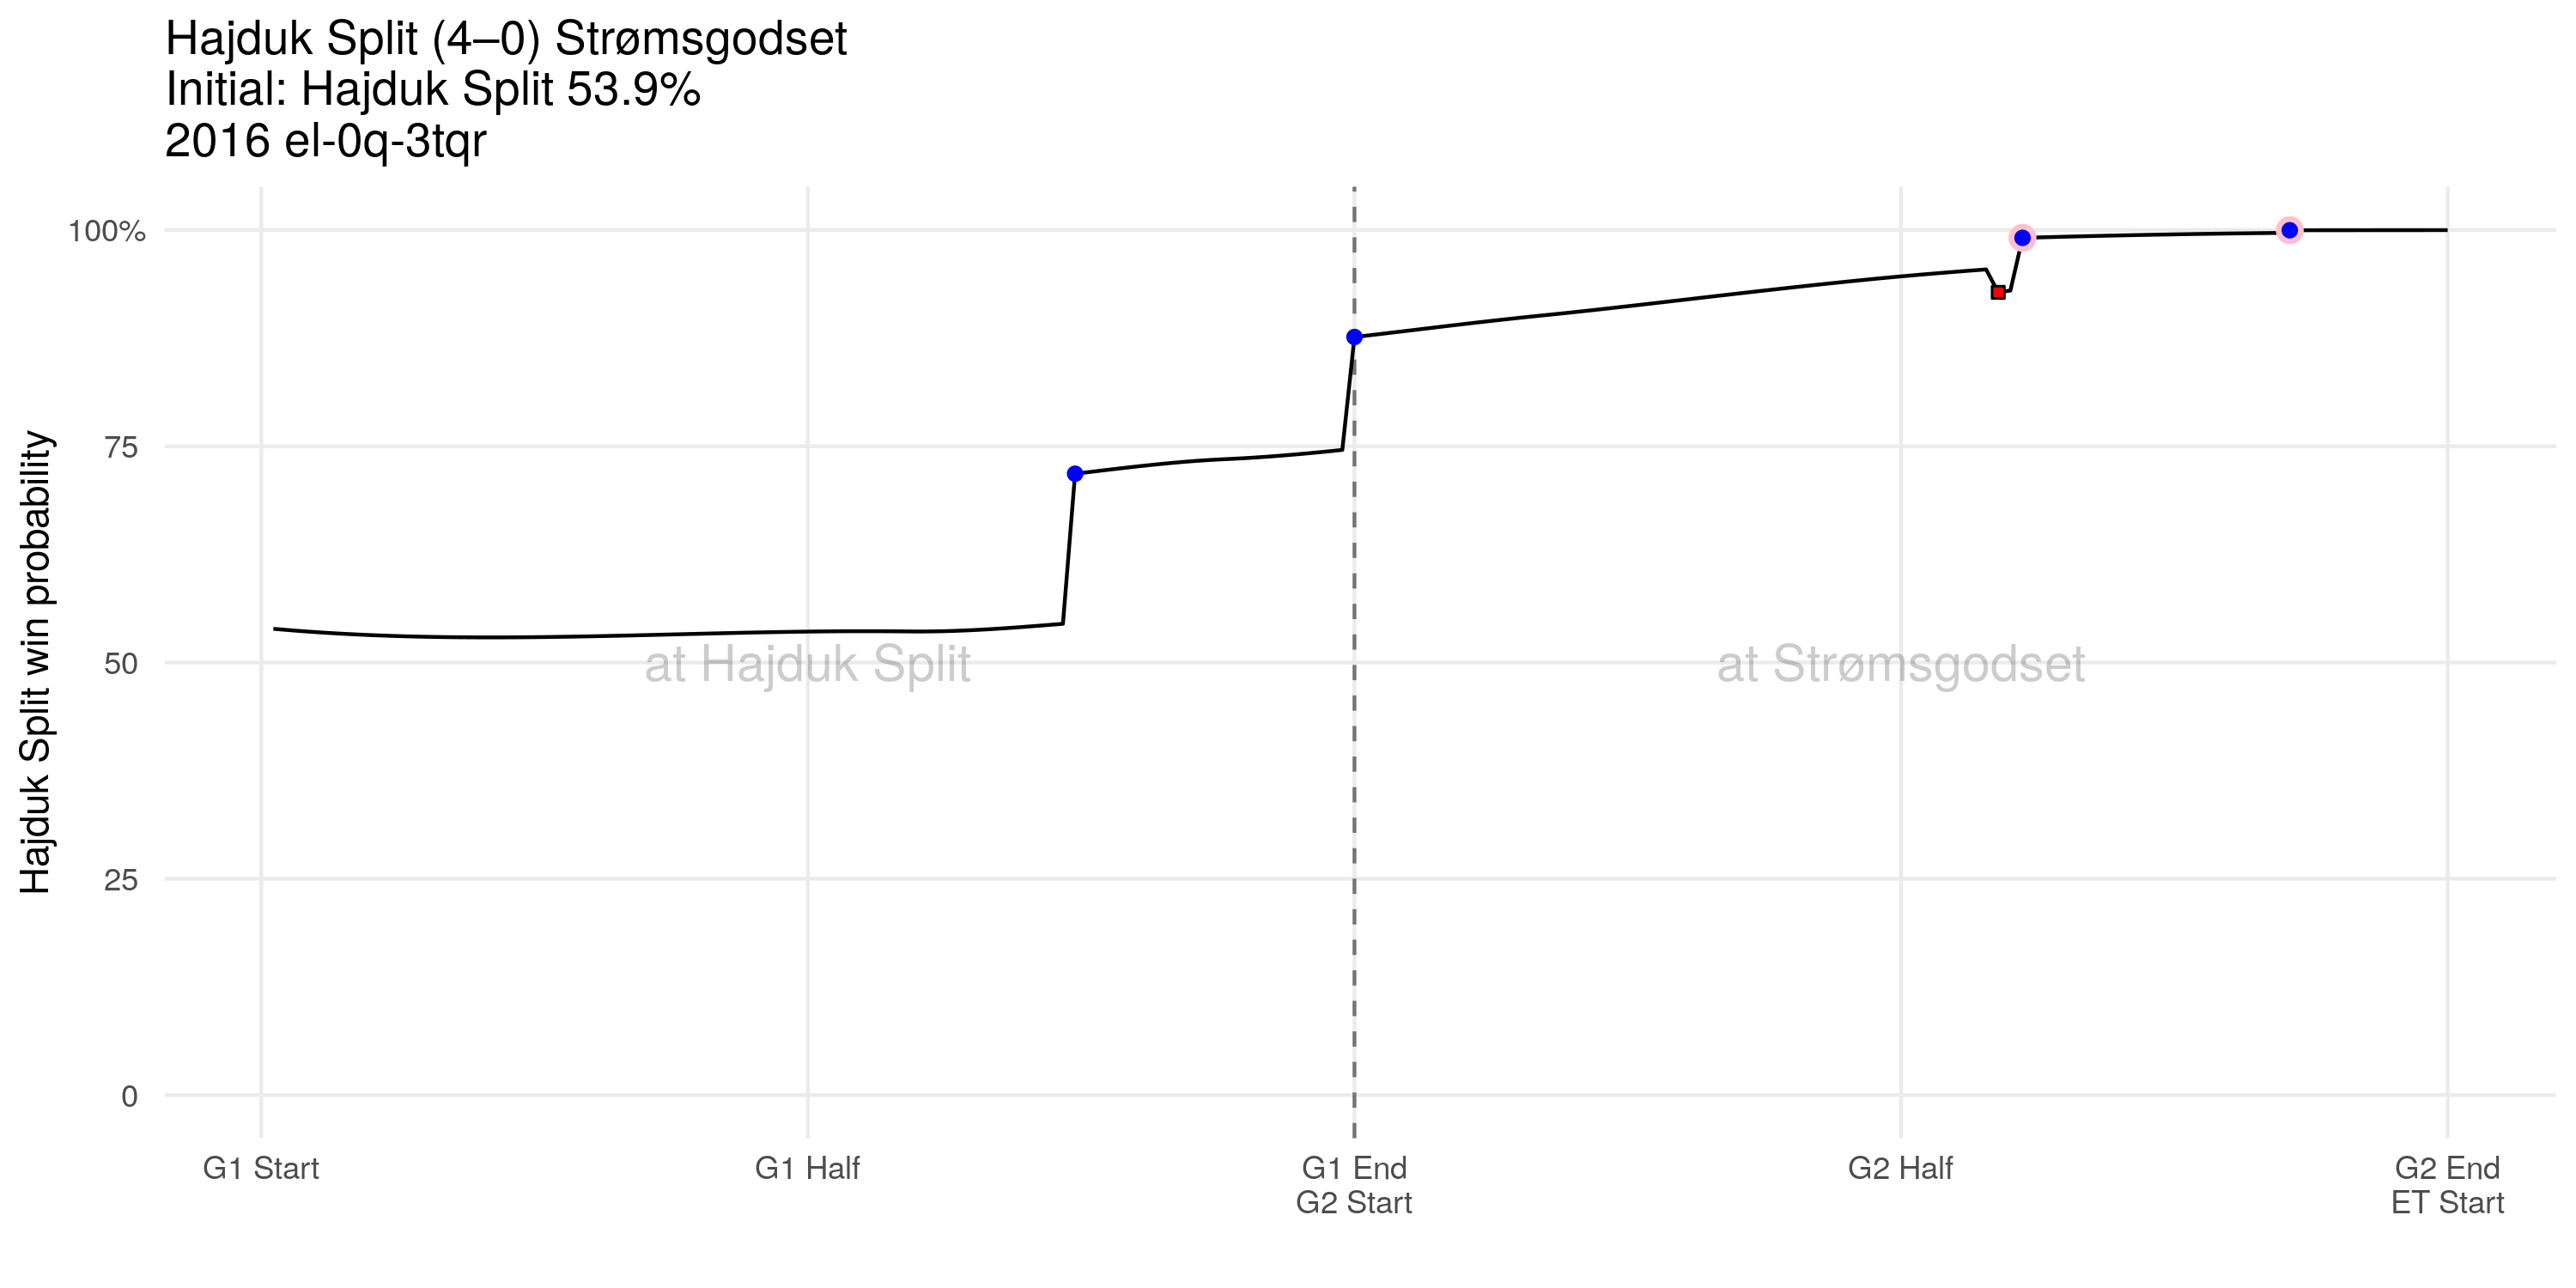 Hajduk Split (4–0) Strømsgodset
Initial: Hajduk Split 53.9%
2016 el-0q-3tqr
Hajduk Split win probability
100%
75
50
25
0
at Hajduk Split
at Strømsgodset
G1 Start
G1 Half
G1 End
G2 Start
G2 Half
G2 End
ET Start